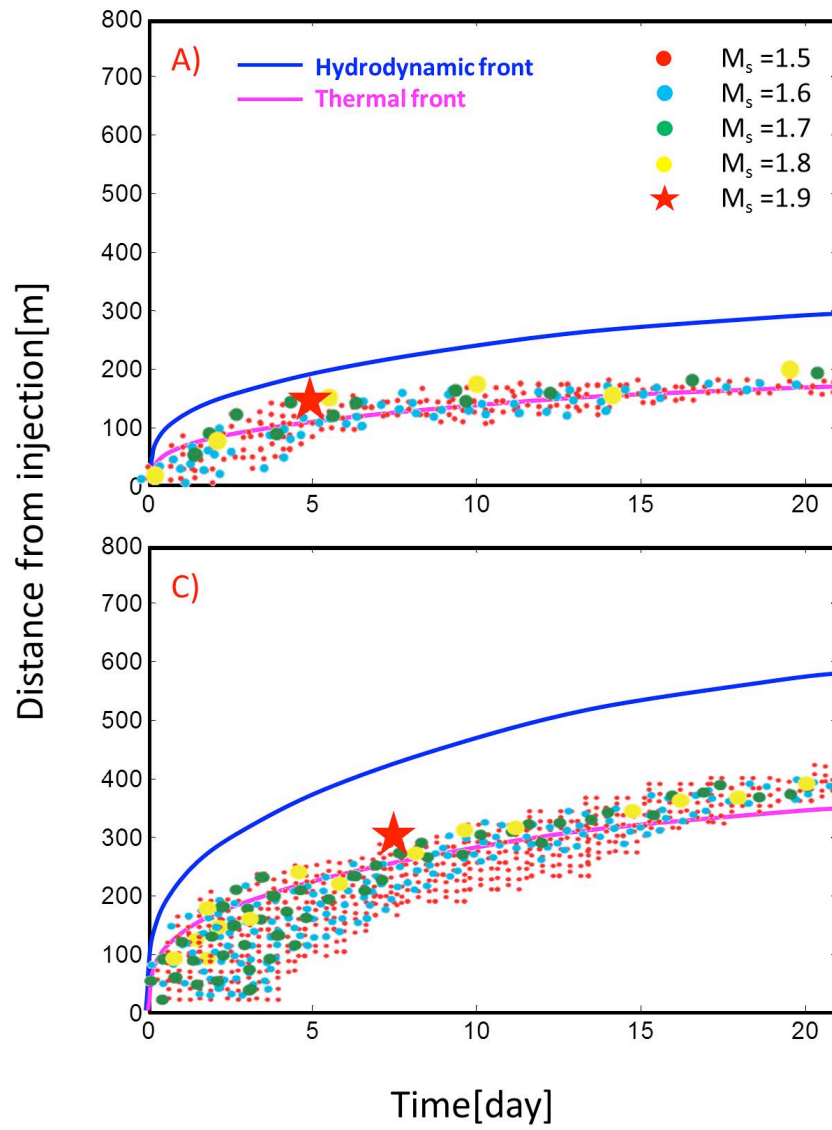 A)
Hydrodynamic front
Thermal front
Mₛ =1.5
Mₛ =1.6
Mₛ =1.7
Mₛ =1.8
Mₛ =1.9
800
700
600
500
400
300
200
100
0
0 5 10 15 20
C)
800
700
600
500
400
300
200
100
0
0 5 10 15 20
Distance from injection[m]
Time[day]